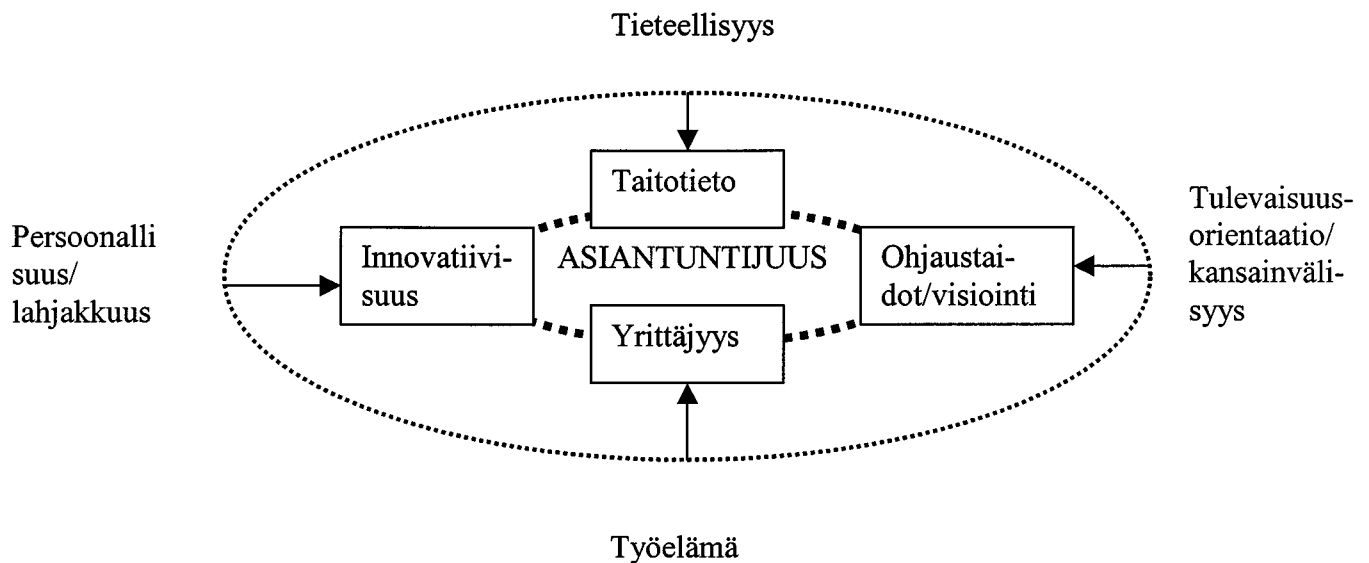 Tieteellisyys
Taitotieto
Persoonalli
suus/
lahjakkuus
Innovatiivi-
suus
ASIANTUNTIJUUS
Ohjaustai-
dot/visiointi
Tulevaisuus-
orientaatio/
kansainväli-
syys
Yrittäjyys
Työelämä